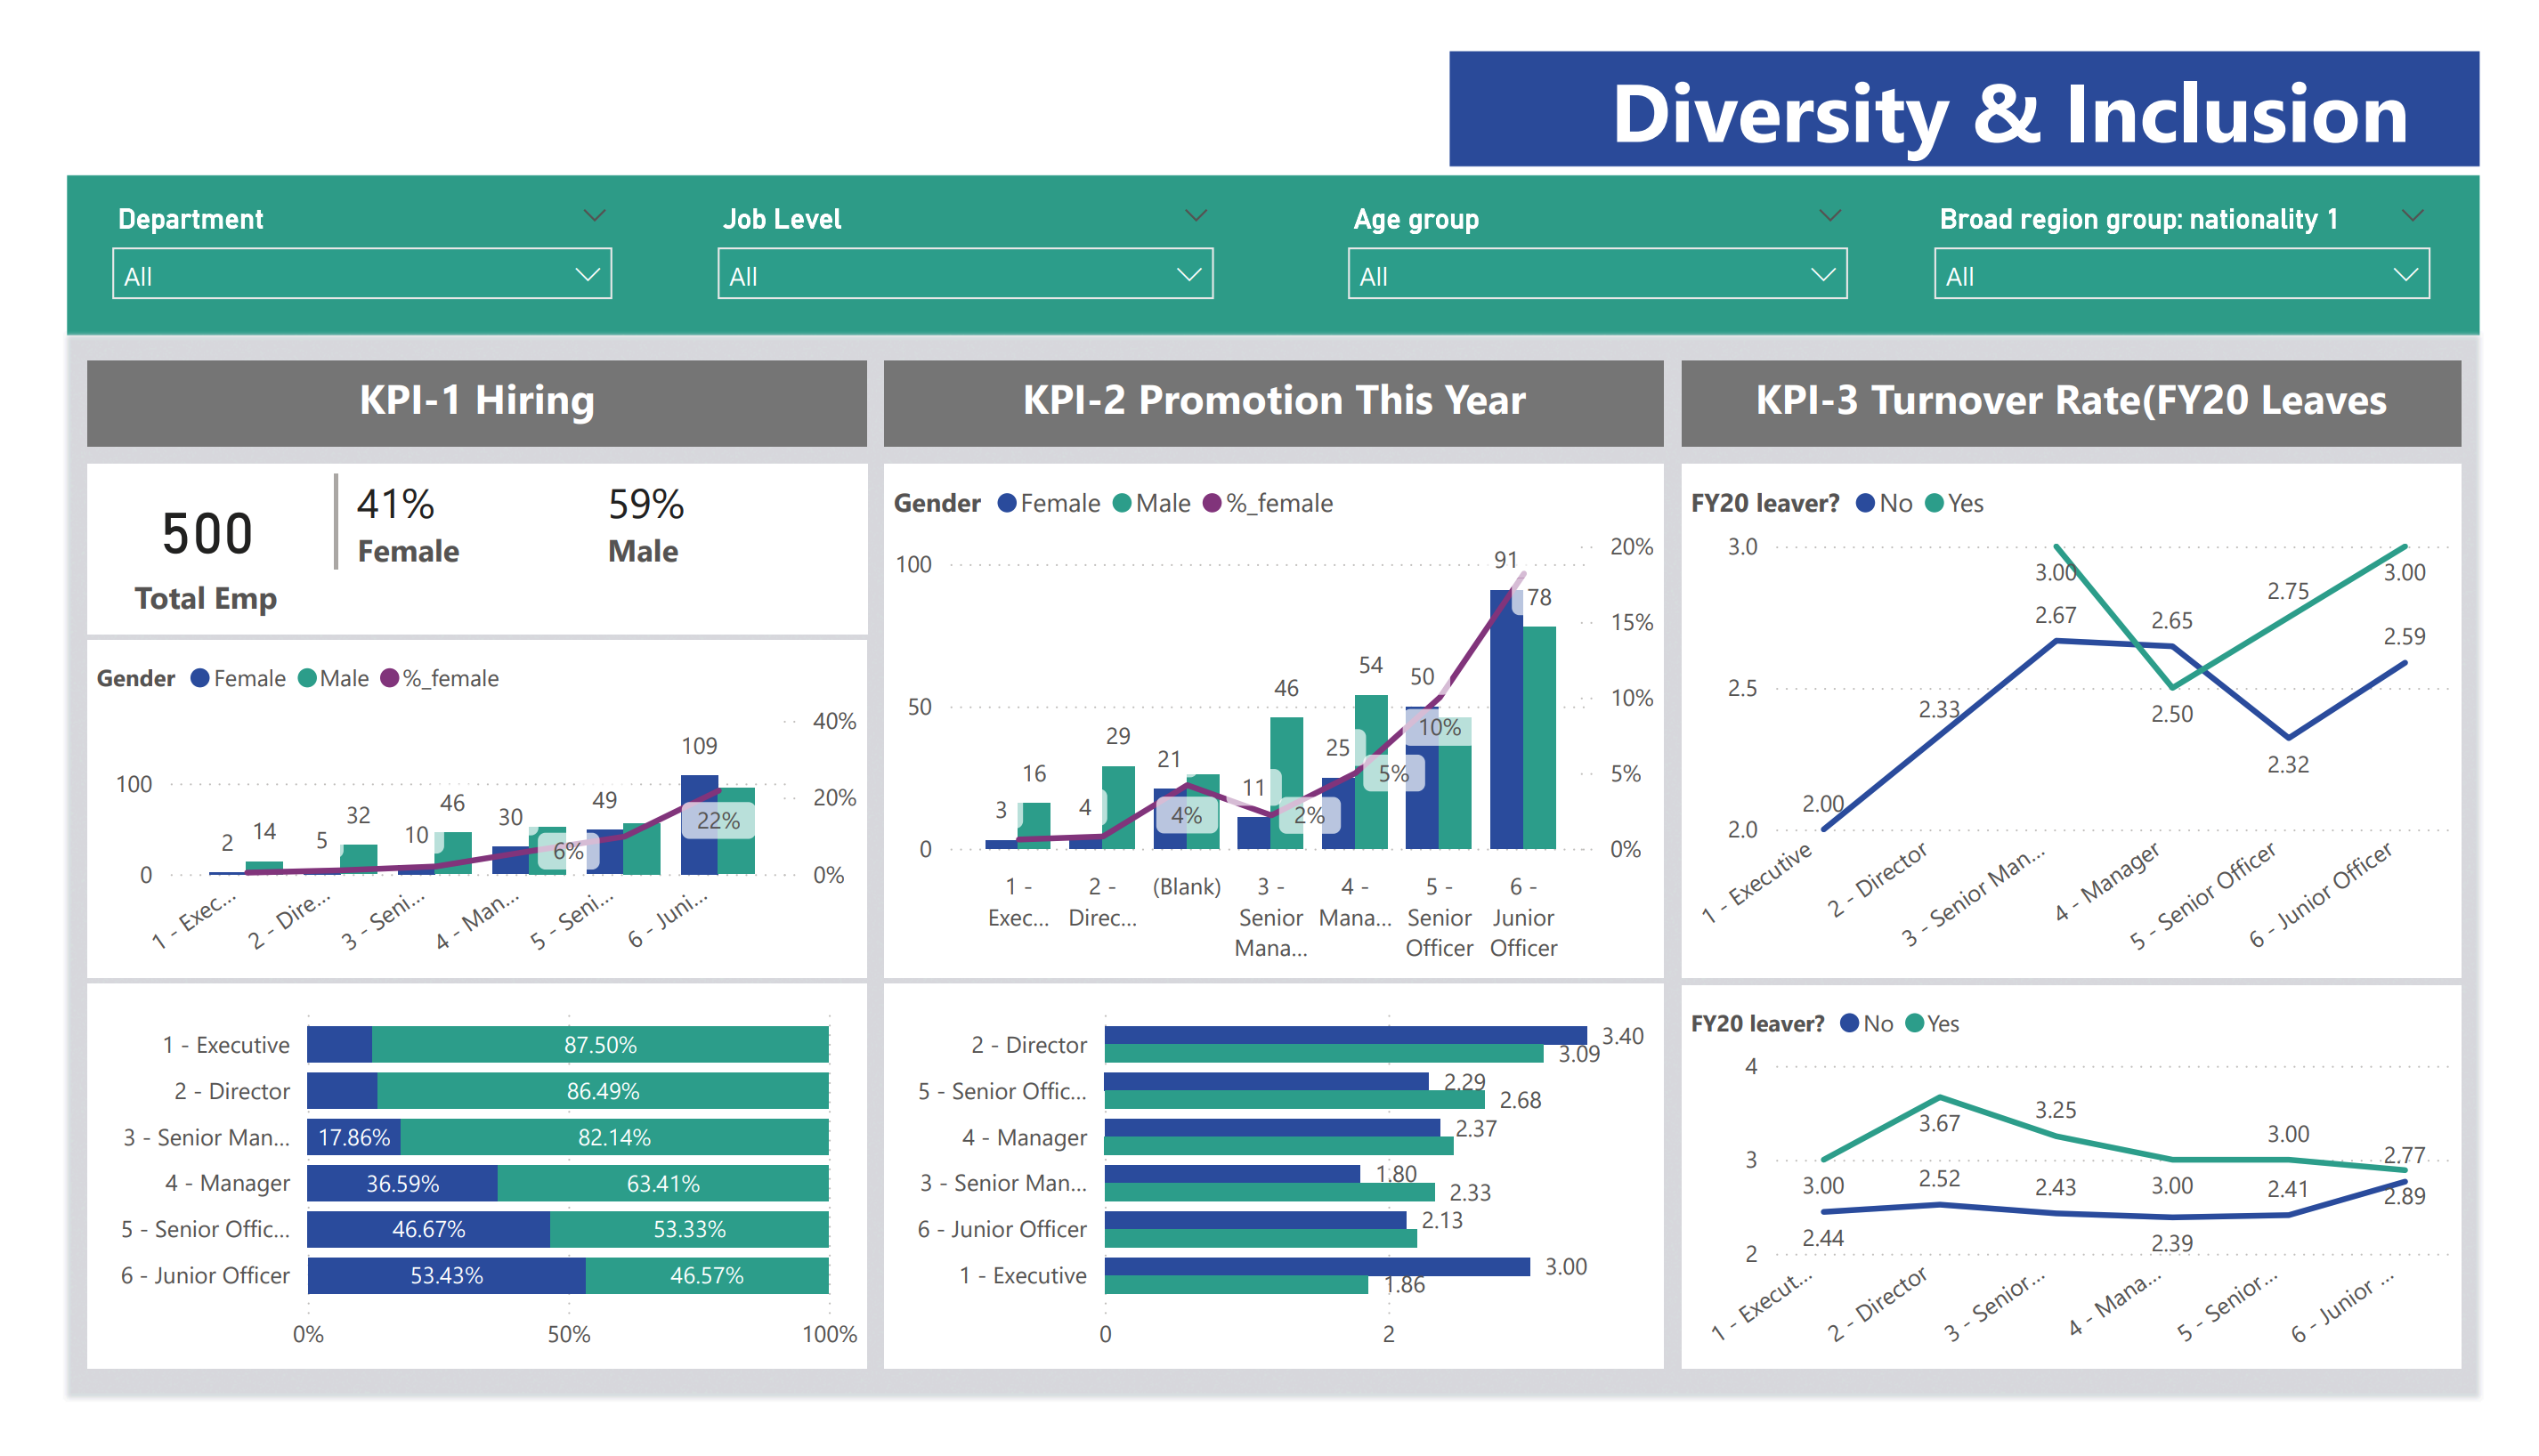 Diversity & Inclusion
Department
Job Level
Age group
Broad region group: nationality 1
All
All
All
All
KPI-1 Hiring
KPI-2 Promotion This Year
KPI-3 Turnover Rate(FY20 Leaves
500
Total Emp
41%
Female
59%
Male
Gender Female Male %_female
40%
20%
0%
100
0
2 14 5 32 10 46 30 49 109
6% 22%
1 - Exec... 2 - Dire... 3 - Seni... 4 - Man... 5 - Seni... 6 - Juni...
1 - Executive 87.50%
2 - Director 86.49%
3 - Senior Man... 17.86% 82.14%
4 - Manager 36.59% 63.41%
5 - Senior Offic... 46.67% 53.33%
6 - Junior Officer 53.43% 46.57%
0% 50% 100%
Gender Female Male %_female
100
50
0
20%
15%
10%
5%
0%
3 16 4 29 21 11 46 25 54 50 91 78
4% 2% 5% 10%
1 - Exec...
2 - Direc...
(Blank)
3 - Senior Mana...
4 - Mana...
5 - Senior Officer
6 - Junior Officer
2 - Director 3.40 3.09
5 - Senior Offic... 2.29 2.68
4 - Manager 2.37
3 - Senior Man... 1.80 2.33
6 - Junior Officer 2.13
1 - Executive 3.00 1.86
0 2
FY20 leaver? No Yes
3.0
2.5
2.0
2.00 2.33 3.00 2.67 2.65 2.50 2.75 2.32 3.00 2.59
1 - Executive 2 - Director 3 - Senior Man... 4 - Manager 5 - Senior Officer 6 - Junior Officer
FY20 leaver? No Yes
4
3
2
3.00 2.44 3.67 2.52 3.25 2.43 3.00 2.39 3.00 2.41 2.77 2.89
1 - Execut... 2 - Director 3 - Senior... 4 - Mana... 5 - Senior... 6 - Junior ...